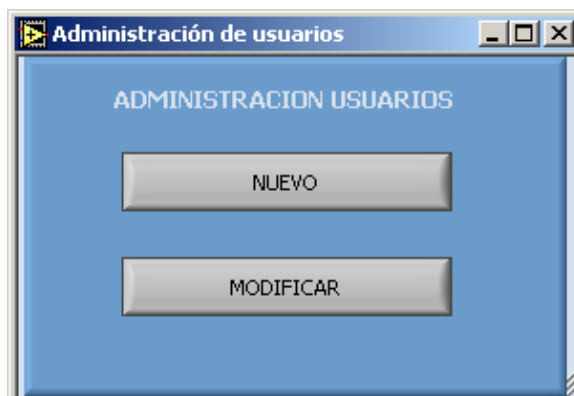 Administración de usuarios
ADMINISTRACION USUARIOS
NUEVO
MODIFICAR